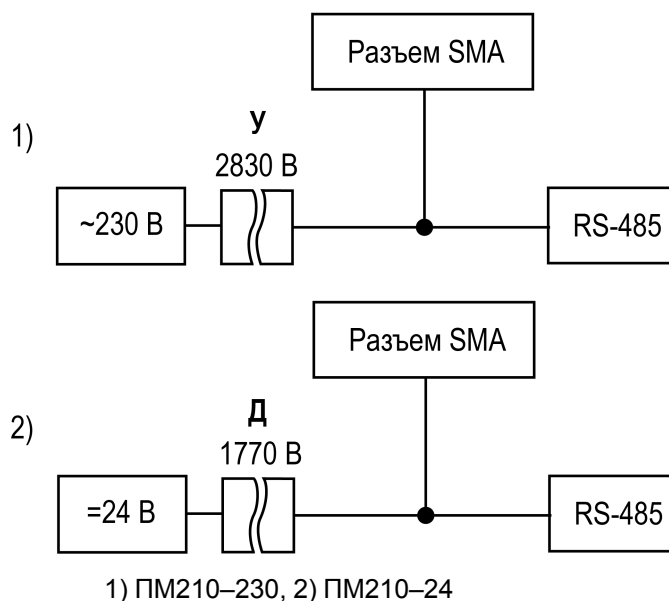 Разъем SMA
У
1)
2830 В
~230 В
RS-485
Разъем SMA
Д
2)
1770 В
=24 В
RS-485
1) ПМ210–230, 2) ПМ210–24